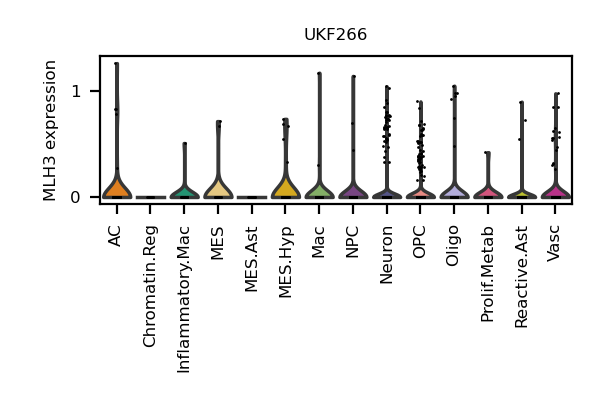 UKF266
MLH3 expression
1
0
AC
Chromatin.Reg
Inflammatory.Mac
MES
MES.Ast
MES.Hyp
Mac
NPC
Neuron
OPC
Oligo
Prolif.Metab
Reactive.Ast
Vasc